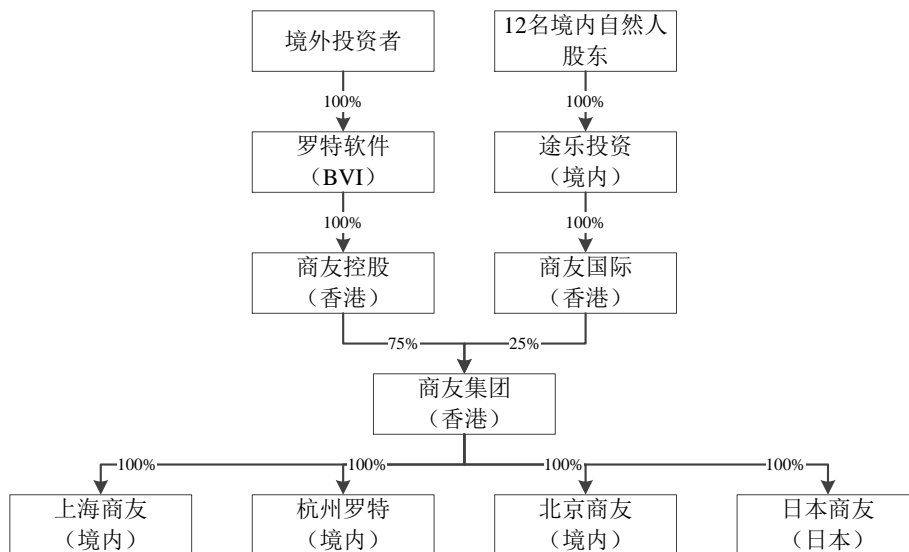 境外投资者
12名境内自然人
股东
100%
100%
罗特软件
（BVI）
途乐投资
（境内）
100%
100%
商友控股
（香港）
商友国际
（香港）
75%
25%
商友集团
（香港）
100%
100%
100%
100%
上海商友
（境内）
杭州罗特
（境内）
北京商友
（境内）
日本商友
（日本）